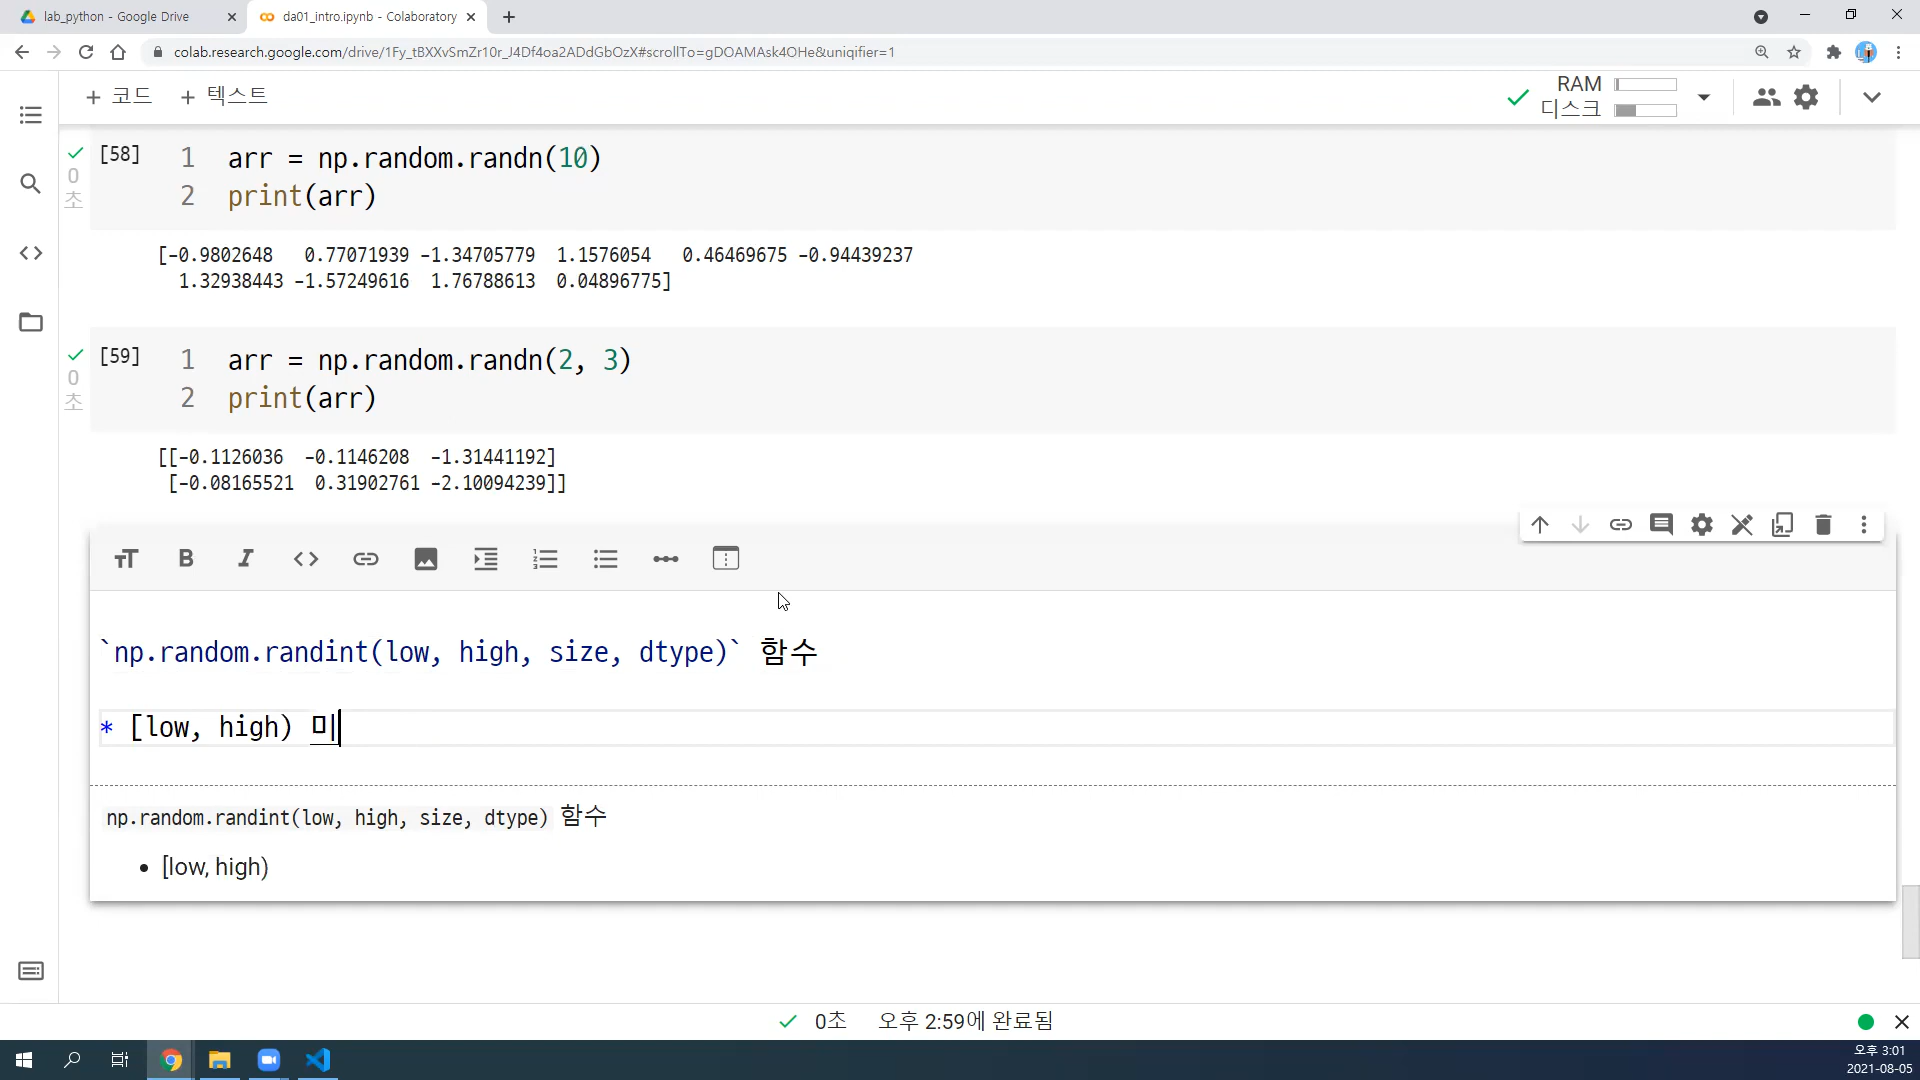 lab_python - Google Drive
da01_intro.ipynb - Colaboratory
colab.research.google.com/drive/1Fy_tBXXvSmZr10r_J4Df4oa2ADdGbOzX#scrollTo=gDOAMAsk4OHe&uniqifier=1
+ 코드 + 텍스트
RAM
디스크
[58] 1 arr = np.random.randn(10)
0초 2 print(arr)
[-0.9802648 0.77071939 -1.34705779 1.1576054 0.46469675 -0.94439237
1.32938443 -1.57249616 1.76788613 0.04896775]
[59] 1 arr = np.random.randn(2, 3)
0초 2 print(arr)
[[-0.1126036 -0.1146208 -1.31441192]
[-0.08165521 0.31902761 -2.10094239]]
`np.random.randint(low, high, size, dtype)` 함수
* [low, high) 미
np.random.randint(low, high, size, dtype) 함수
• [low, high)
0초 오후 2:59에 완료됨
오후 3:01
2021-08-05